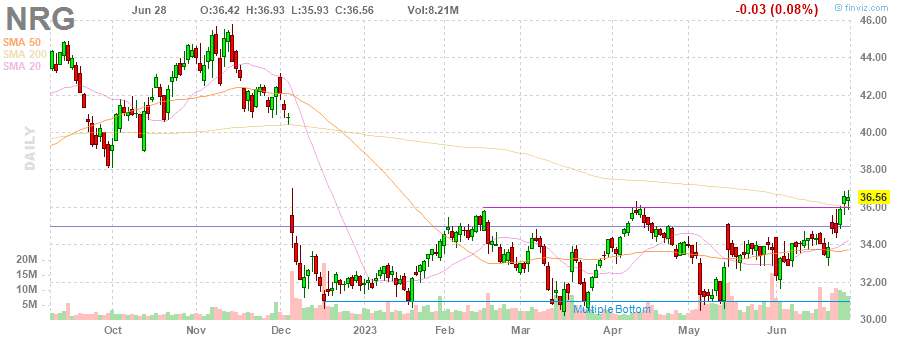 NRG Jun 28 O:36.42 H:36.93 L:35.93 C:36.56 Vol:8.21M -0.03 (0.08%) finviz.com
SMA 50
SMA 200
SMA 20
DAILY
46.00
44.00
42.00
40.00
38.00
36.56
36.00
34.00
32.00
30.00
20M
15M
10M
5M
Multiple Bottom
Oct Nov Dec 2023 Feb Mar Apr May Jun